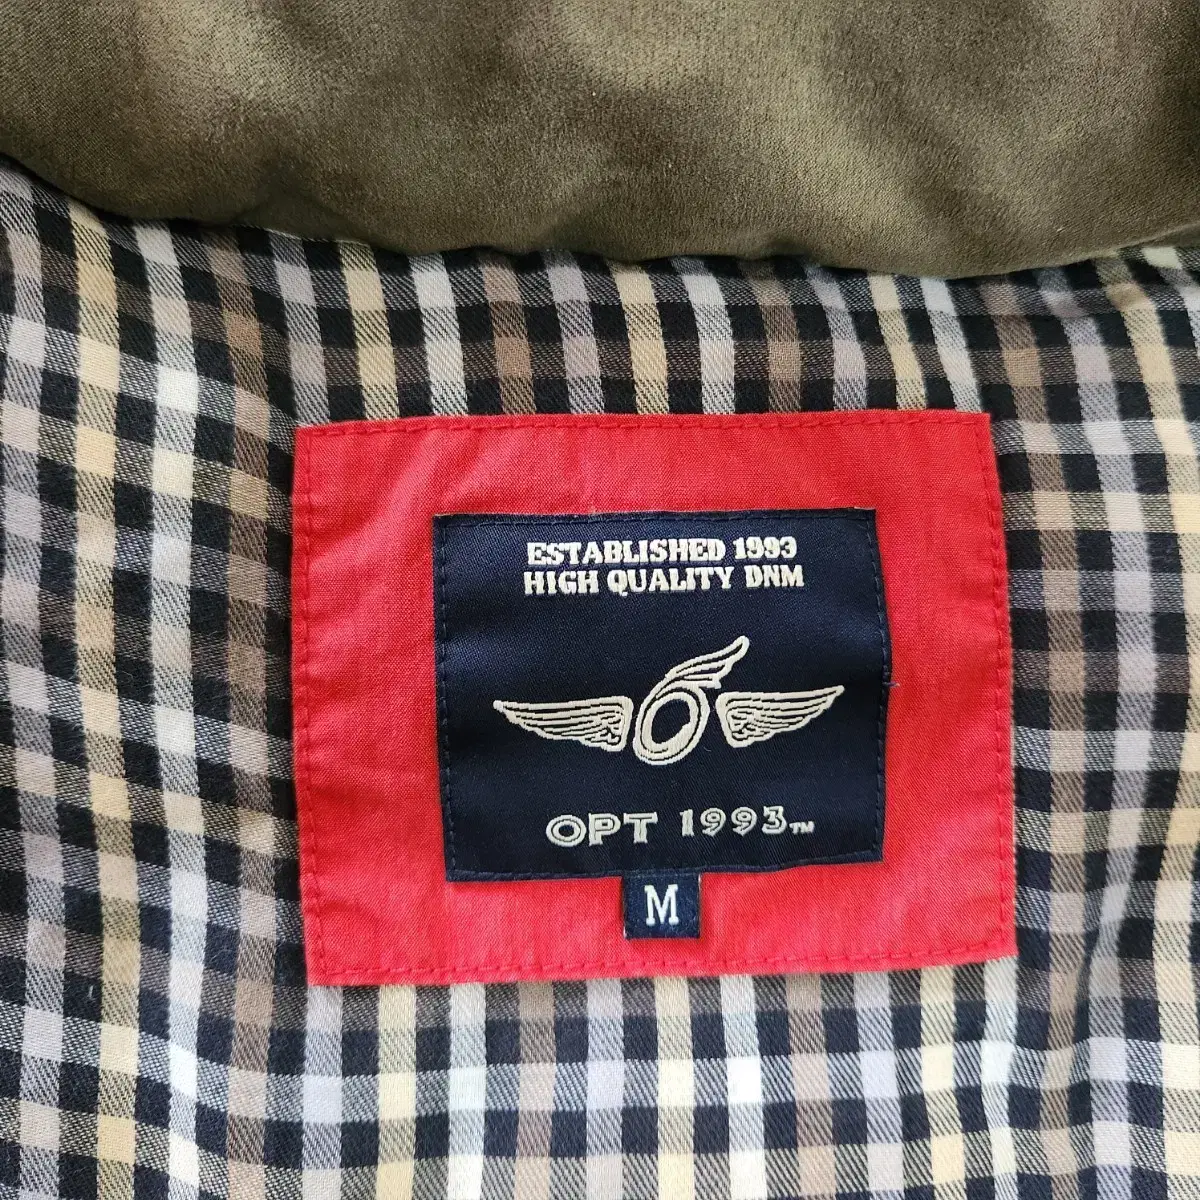 ESTABLISHED 1993
HIGH QUALITY DNM
OPT 1993™
M